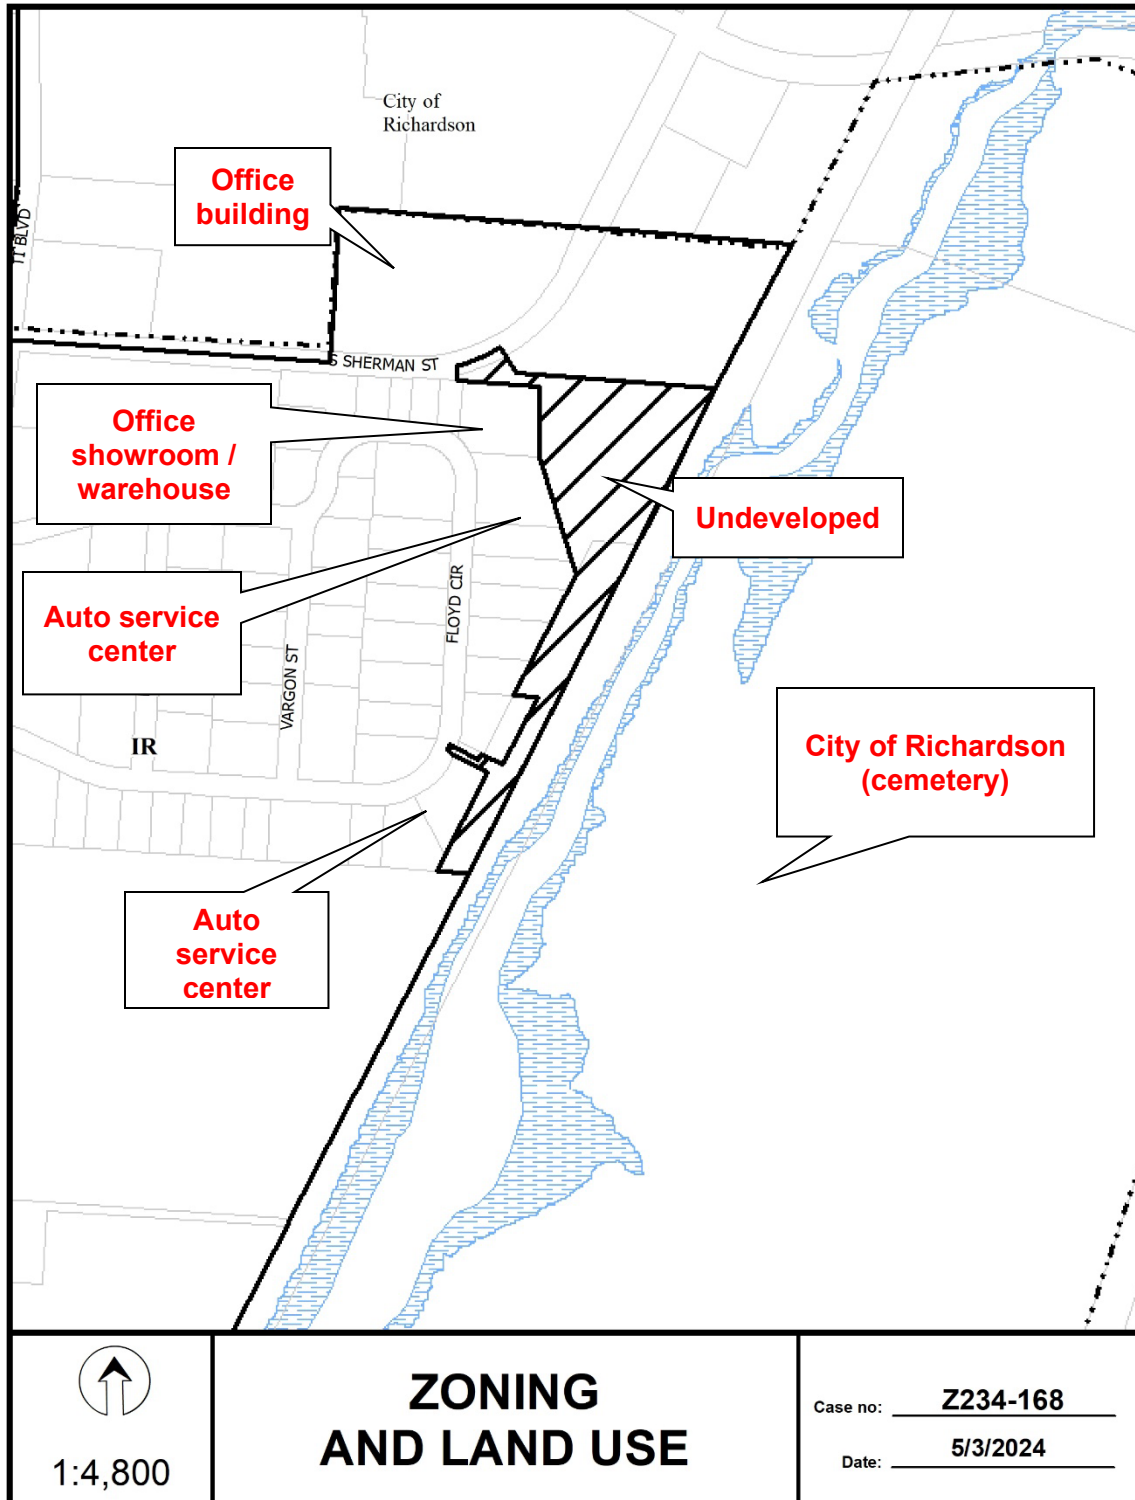 City of
Richardson
Office
building
TI BLVD
S SHERMAN ST
Office
showroom /
warehouse
Undeveloped
Auto service
center
FLOYD CIR
VARGON ST
IR
City of Richardson
(cemetery)
Auto
service
center
1:4,800
ZONING
AND LAND USE
Case no: Z234-168
Date: 5/3/2024